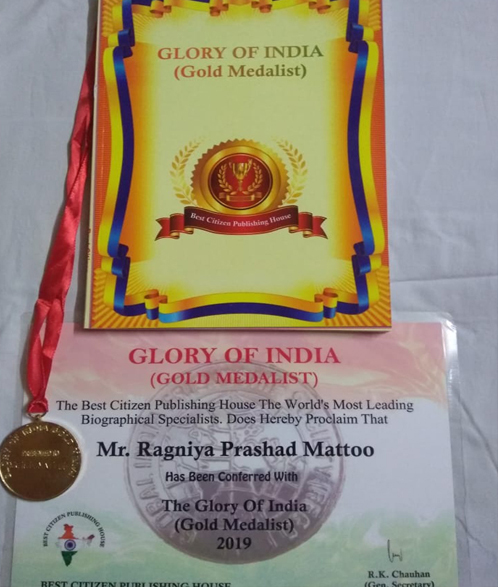 GLORY OF INDIA
(Gold Medalist)
Best Citizen Publishing House
GLORY OF INDIA
(GOLD MEDALIST)
The Best Citizen Publishing House The World's Most Leading
Biographical Specialists. Does Hereby Proclaim That
Mr. Ragniya Prashad Mattoo
Has Been Conferred With
The Glory Of India
(Gold Medalist)
2019
BEST CITIZEN PUBLISHING HOUSE
R.K. Chauhan
(Gen. Secretary)
BEST CITIZEN PUBLISHING HOUSE